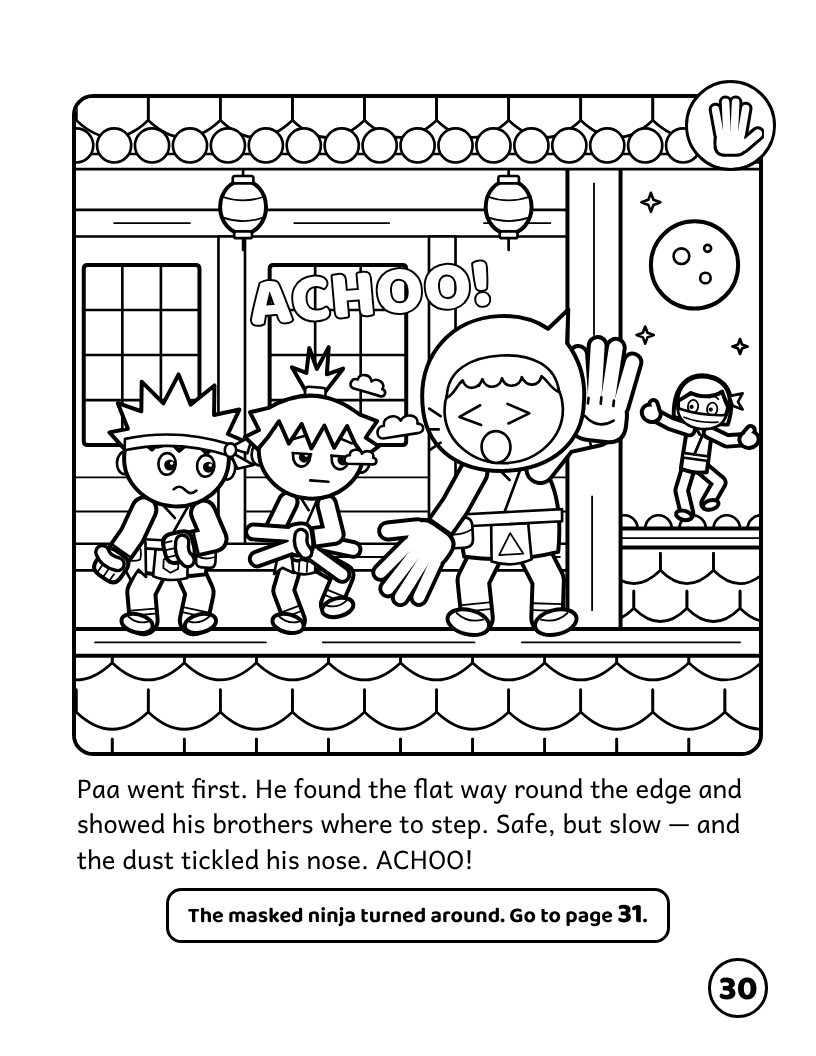 ACHOO!
Paa went first. He found the flat way round the edge and
showed his brothers where to step. Safe, but slow — and
the dust tickled his nose. ACHOO!
The masked ninja turned around. Go to page 31.
30